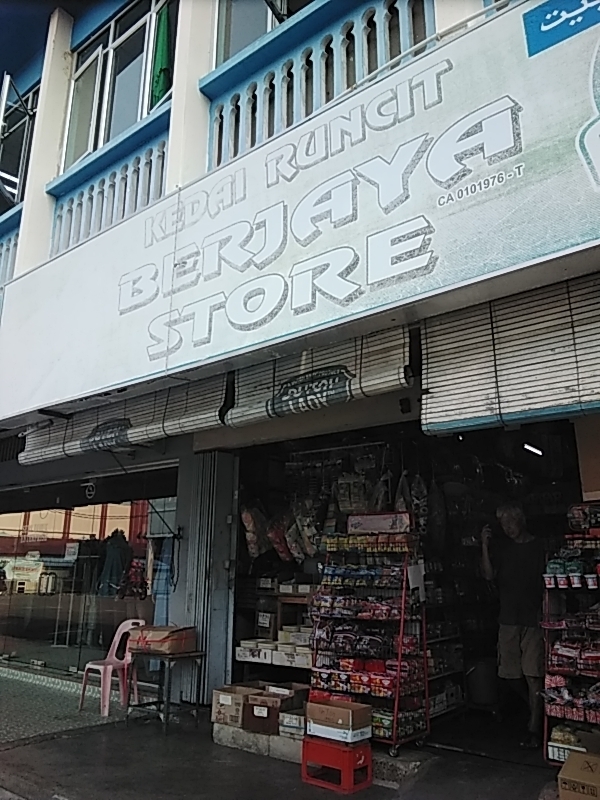 KEDAI RUNCIT
BERJAYA
CA 0101976 - T
STORE